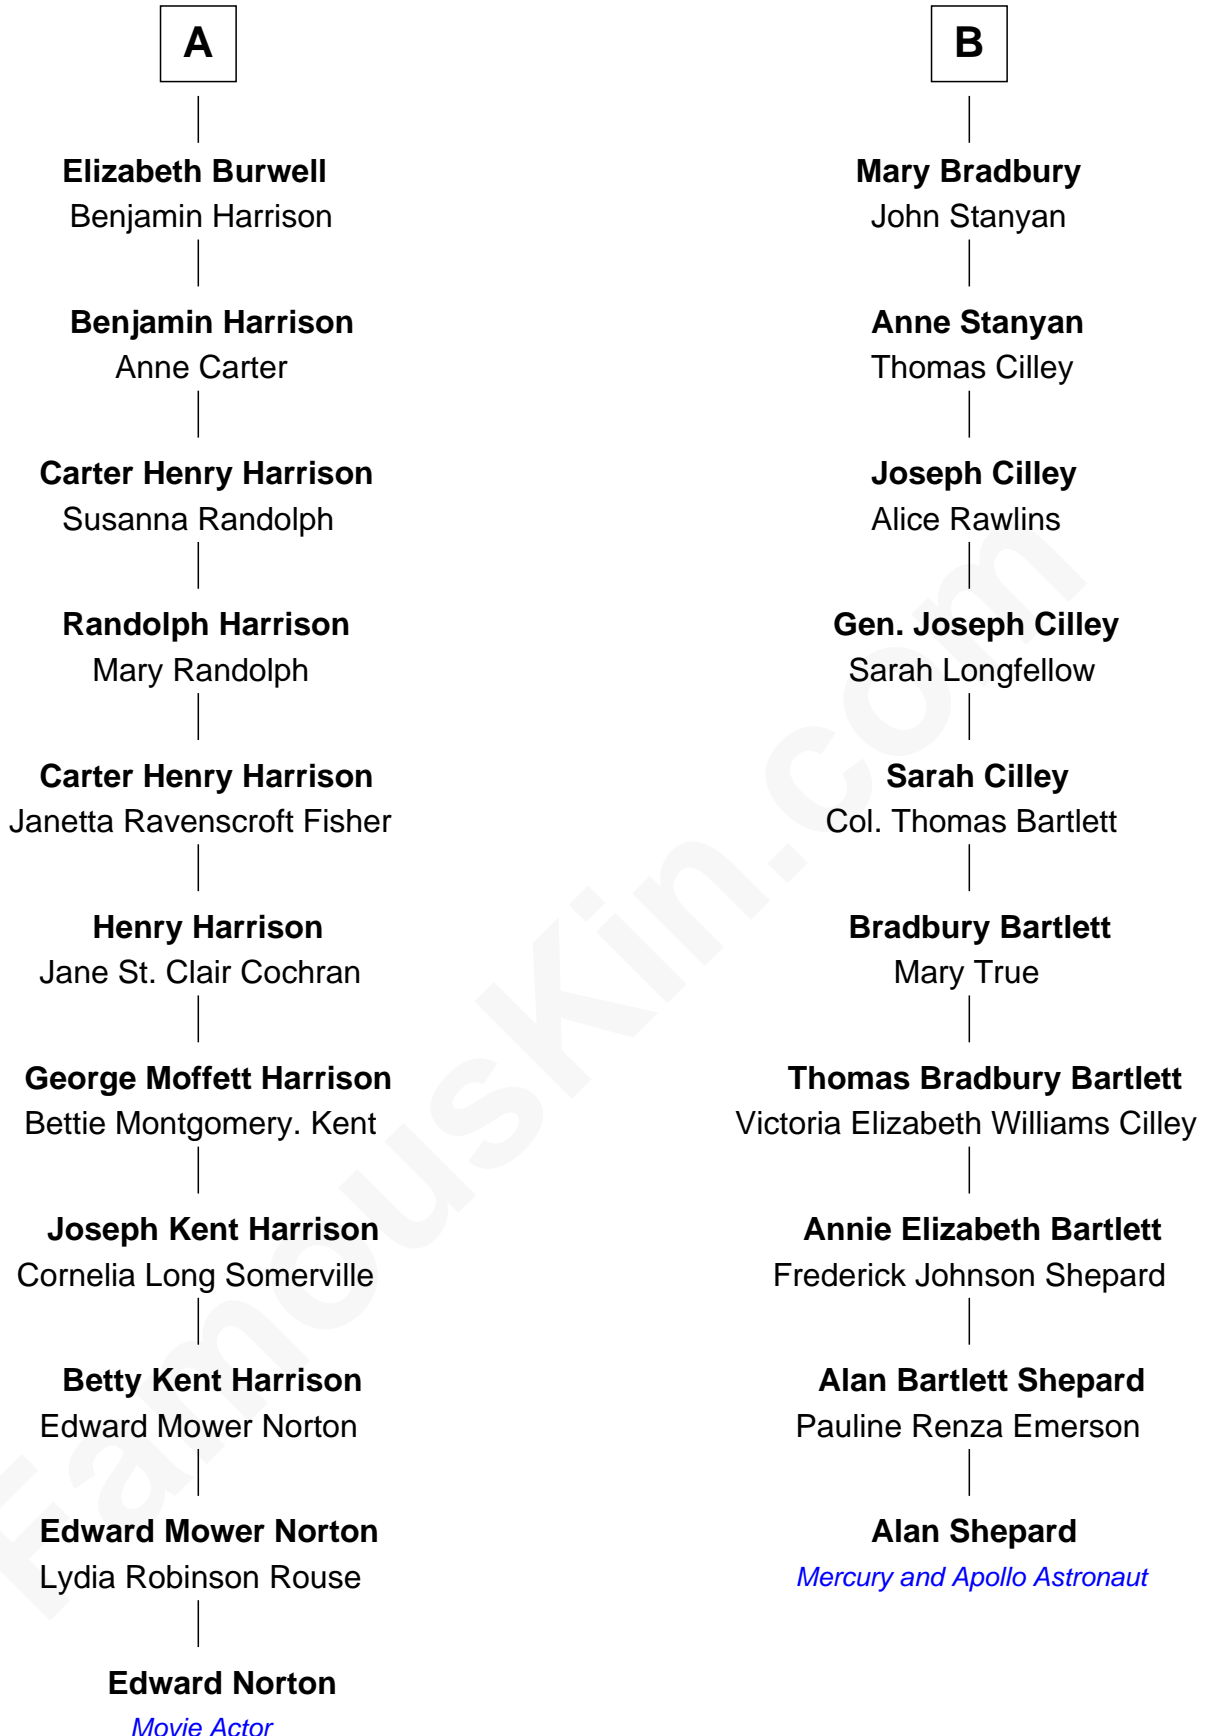 A
Elizabeth Burwell
Benjamin Harrison
Benjamin Harrison
Anne Carter
Carter Henry Harrison
Susanna Randolph
Randolph Harrison
Mary Randolph
Carter Henry Harrison
Janetta Ravenscroft Fisher
Henry Harrison
Jane St. Clair Cochran
George Moffett Harrison
Bettie Montgomery. Kent
Joseph Kent Harrison
Cornelia Long Somerville
Betty Kent Harrison
Edward Mower Norton
Edward Mower Norton
Lydia Robinson Rouse
Edward Norton
Movie Actor
B
Mary Bradbury
John Stanyan
Anne Stanyan
Thomas Cilley
Joseph Cilley
Alice Rawlins
Gen. Joseph Cilley
Sarah Longfellow
Sarah Cilley
Col. Thomas Bartlett
Bradbury Bartlett
Mary True
Thomas Bradbury Bartlett
Victoria Elizabeth Williams Cilley
Annie Elizabeth Bartlett
Frederick Johnson Shepard
Alan Bartlett Shepard
Pauline Renza Emerson
Alan Shepard
Mercury and Apollo Astronaut
FamousKin.com